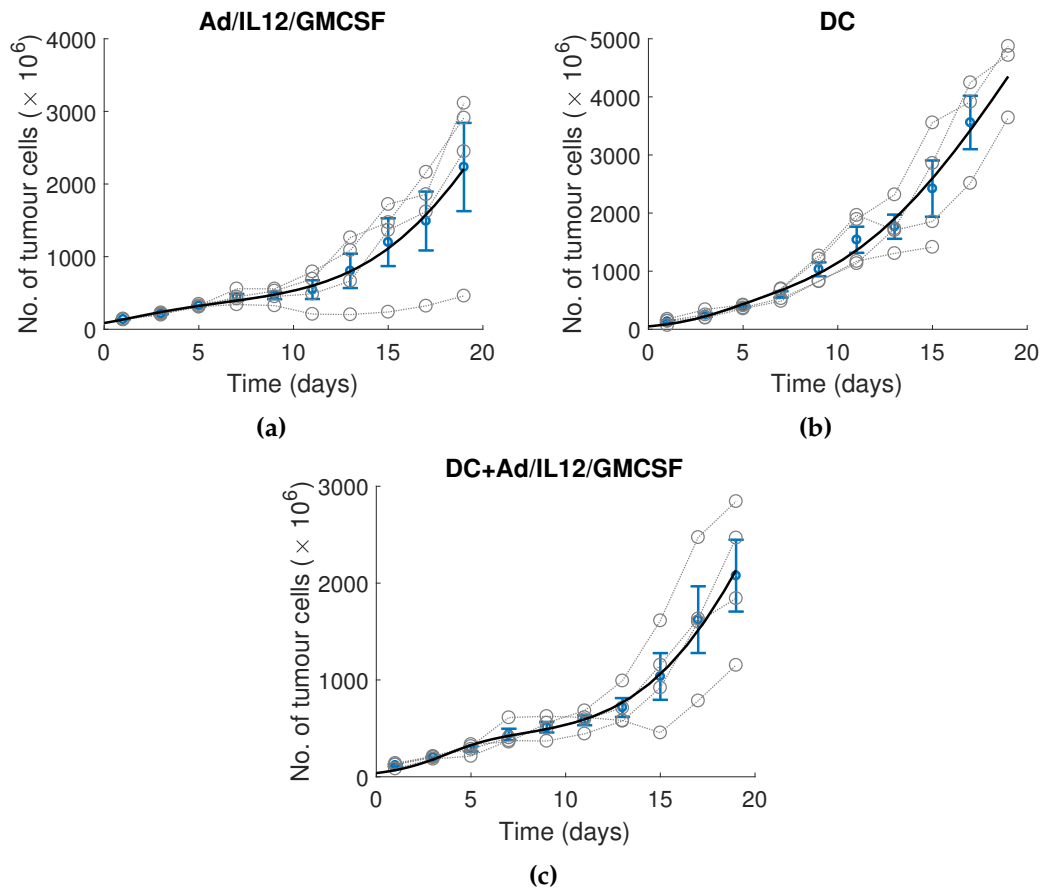 Ad/IL12/GMCSF
No. of tumour cells (× 10⁶)
4000
3000
2000
1000
0
0 5 10 15 20
Time (days)
(a)
DC
No. of tumour cells (× 10⁶)
5000
4000
3000
2000
1000
0
0 5 10 15 20
Time (days)
(b)
DC+Ad/IL12/GMCSF
No. of tumour cells (× 10⁶)
3000
2000
1000
0
0 5 10 15 20
Time (days)
(c)